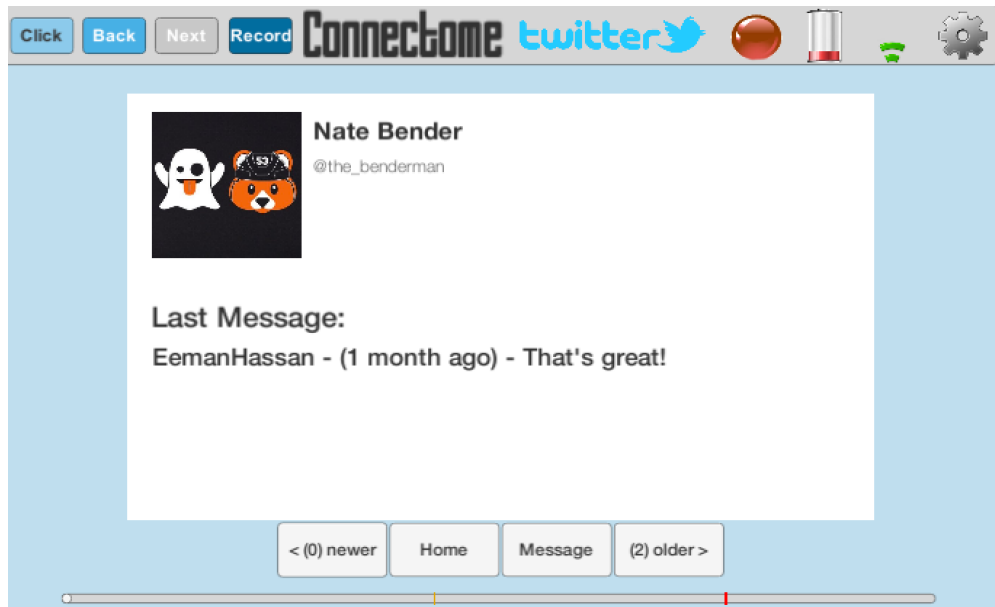 Click Back Next Record Connectome twitter
Nate Bender
@the_benderman
53
Last Message:
EemanHassan - (1 month ago) - That's great!
< (0) newer Home Message (2) older >